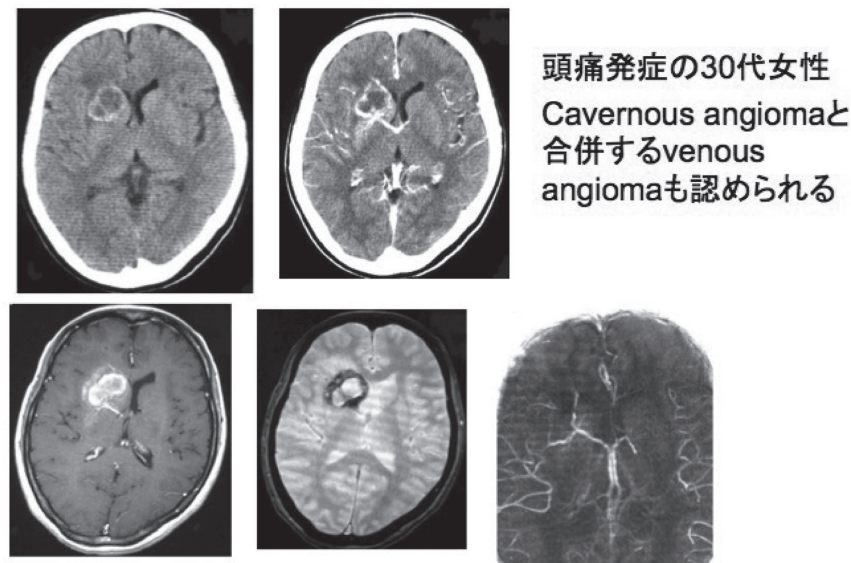 頭痛発症の30代女性
Cavernous angiomaと
合併するvenous
angiomaも認められる